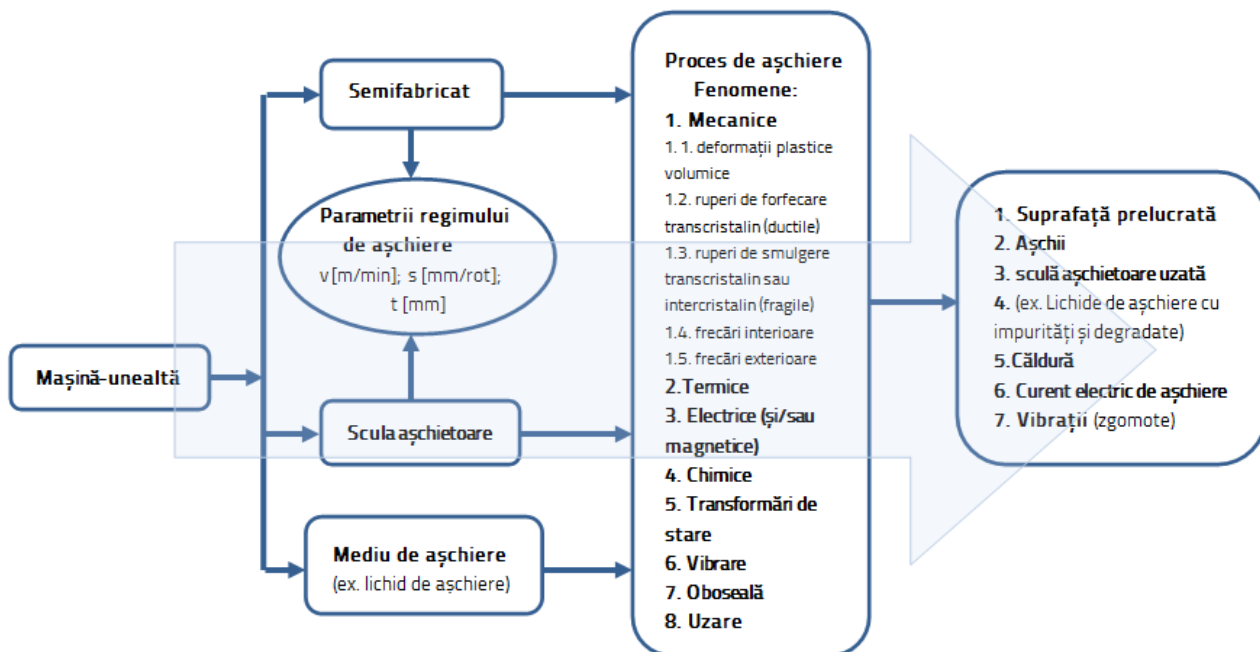 Semifabricat
Parametrii regimului
de așchiere
v [m/min]; s [mm/rot];
t [mm]
Mașină-unealtă
Scula așchietoare
Mediu de așchiere
(ex. lichid de așchiere)
Proces de așchiere
Fenomene:
1. Mecanice
1. 1. deformații plastice
volumice
1.2. ruperi de forfecare
transcristalin (ductile)
1.3. ruperi de smulgere
transcristalin sau
intercristalin (fragile)
1.4. frecări interioare
1.5. frecări exterioare
2.Termice
3. Electrice (și/sau
magnetice)
4. Chimice
5. Transformări de
stare
6. Vibrare
7. Oboseală
8. Uzare
1. Suprafață prelucrată
2. Așchii
3. sculă așchietoare uzată
4. (ex. Lichide de așchiere cu
impurități și degradate)
5.Căldură
6. Curent electric de așchiere
7. Vibrații (zgomote)